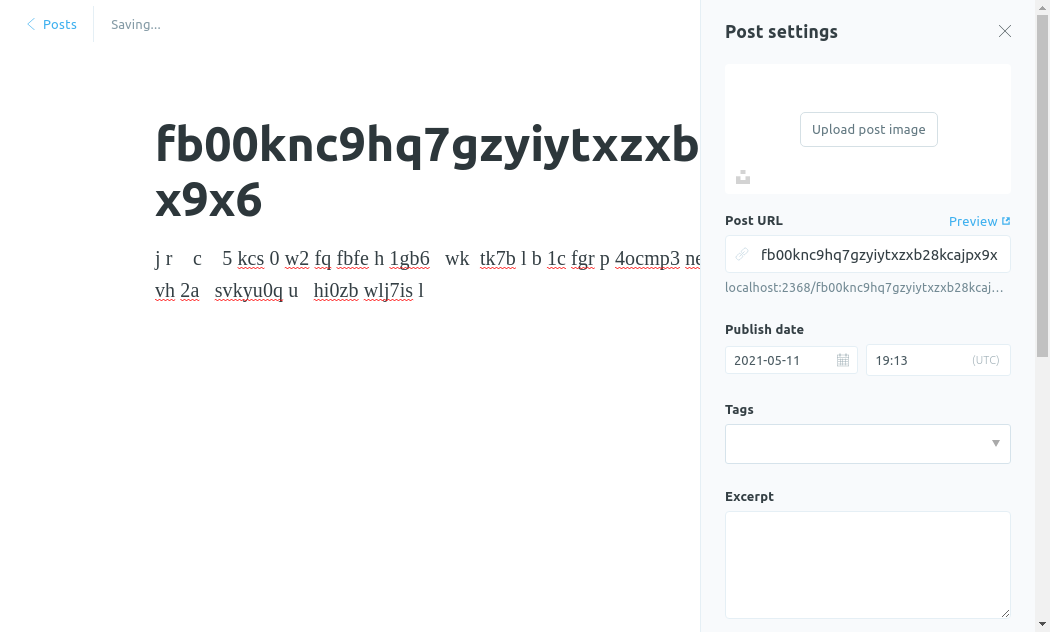 Posts
Saving...
fb00knc9hq7gzyiytxzxb
x9x6
j r c 5 kcs 0 w2 fq fbfe h 1gb6 wk tk7b l b 1c fgr p 4ocmp3 ne
vh 2a svkyu0q u hi0zb wlj7is l
Post settings
Upload post image
Post URL
Preview
fb00knc9hq7gzyiytxzxb28kcajpx9x
localhost:2368/fb00knc9hq7gzyiytxzxb28kcaj...
Publish date
2021-05-11
19:13
(UTC)
Tags
Excerpt